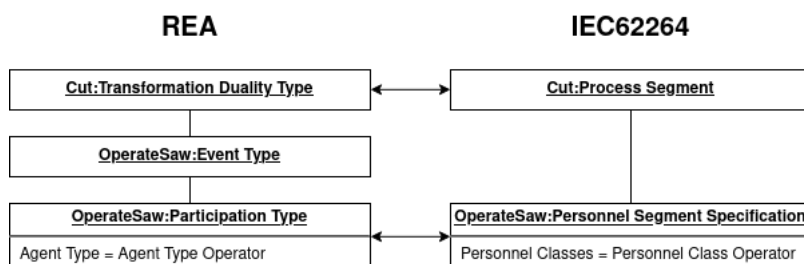 REA
IEC62264
Cut:Transformation Duality Type
Cut:Process Segment
OperateSaw:Event Type
OperateSaw:Participation Type
OperateSaw:Personnel Segment Specification
Agent Type = Agent Type Operator
Personnel Classes = Personnel Class Operator